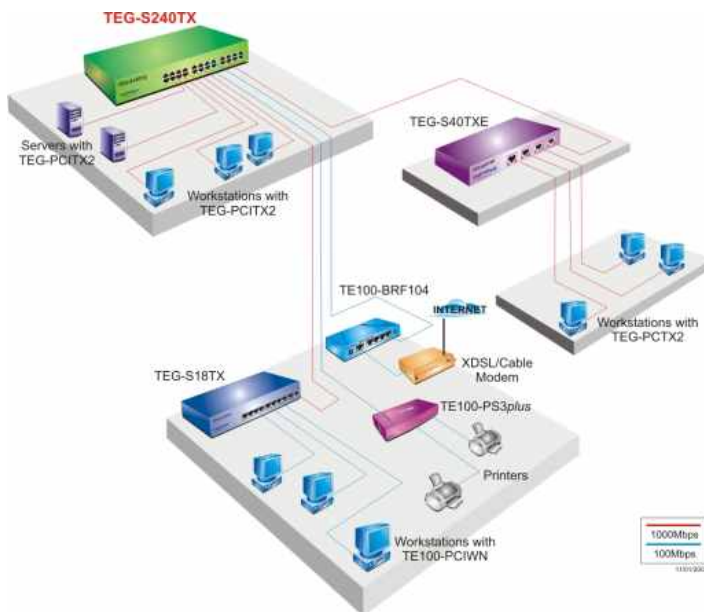 TEG-S240TX
TEG-S40TXE
Servers with
TEG-PCITX2
Workstations with
TEG-PCITX2
TE100-BRF104
INTERNET
Workstations with
TEG-PCTX2
XDSL/Cable
Modem
TEG-S18TX
TE100-PS3plus
Printers
Workstations with
TE100-PCIWN
1000Mbps
100Mbps